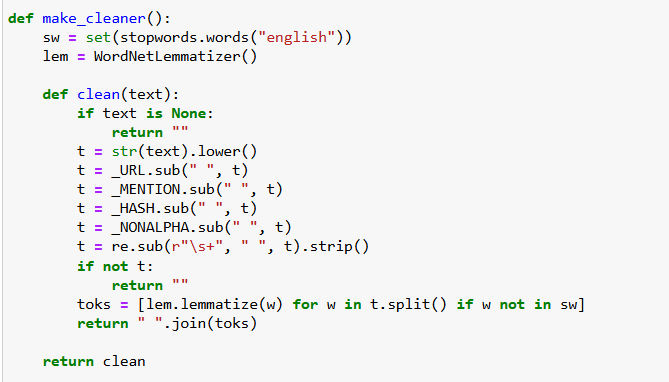 def make_cleaner():
    sw = set(stopwords.words("english"))
    lem = WordNetLemmatizer()

    def clean(text):
        if text is None:
            return ""
        t = str(text).lower()
        t = _URL.sub(" ", t)
        t = _MENTION.sub(" ", t)
        t = _HASH.sub(" ", t)
        t = _NONALPHA.sub(" ", t)
        t = re.sub(r"\s+", " ", t).strip()
        if not t:
            return ""
        toks = [lem.lemmatize(w) for w in t.split() if w not in sw]
        return " ".join(toks)

    return clean